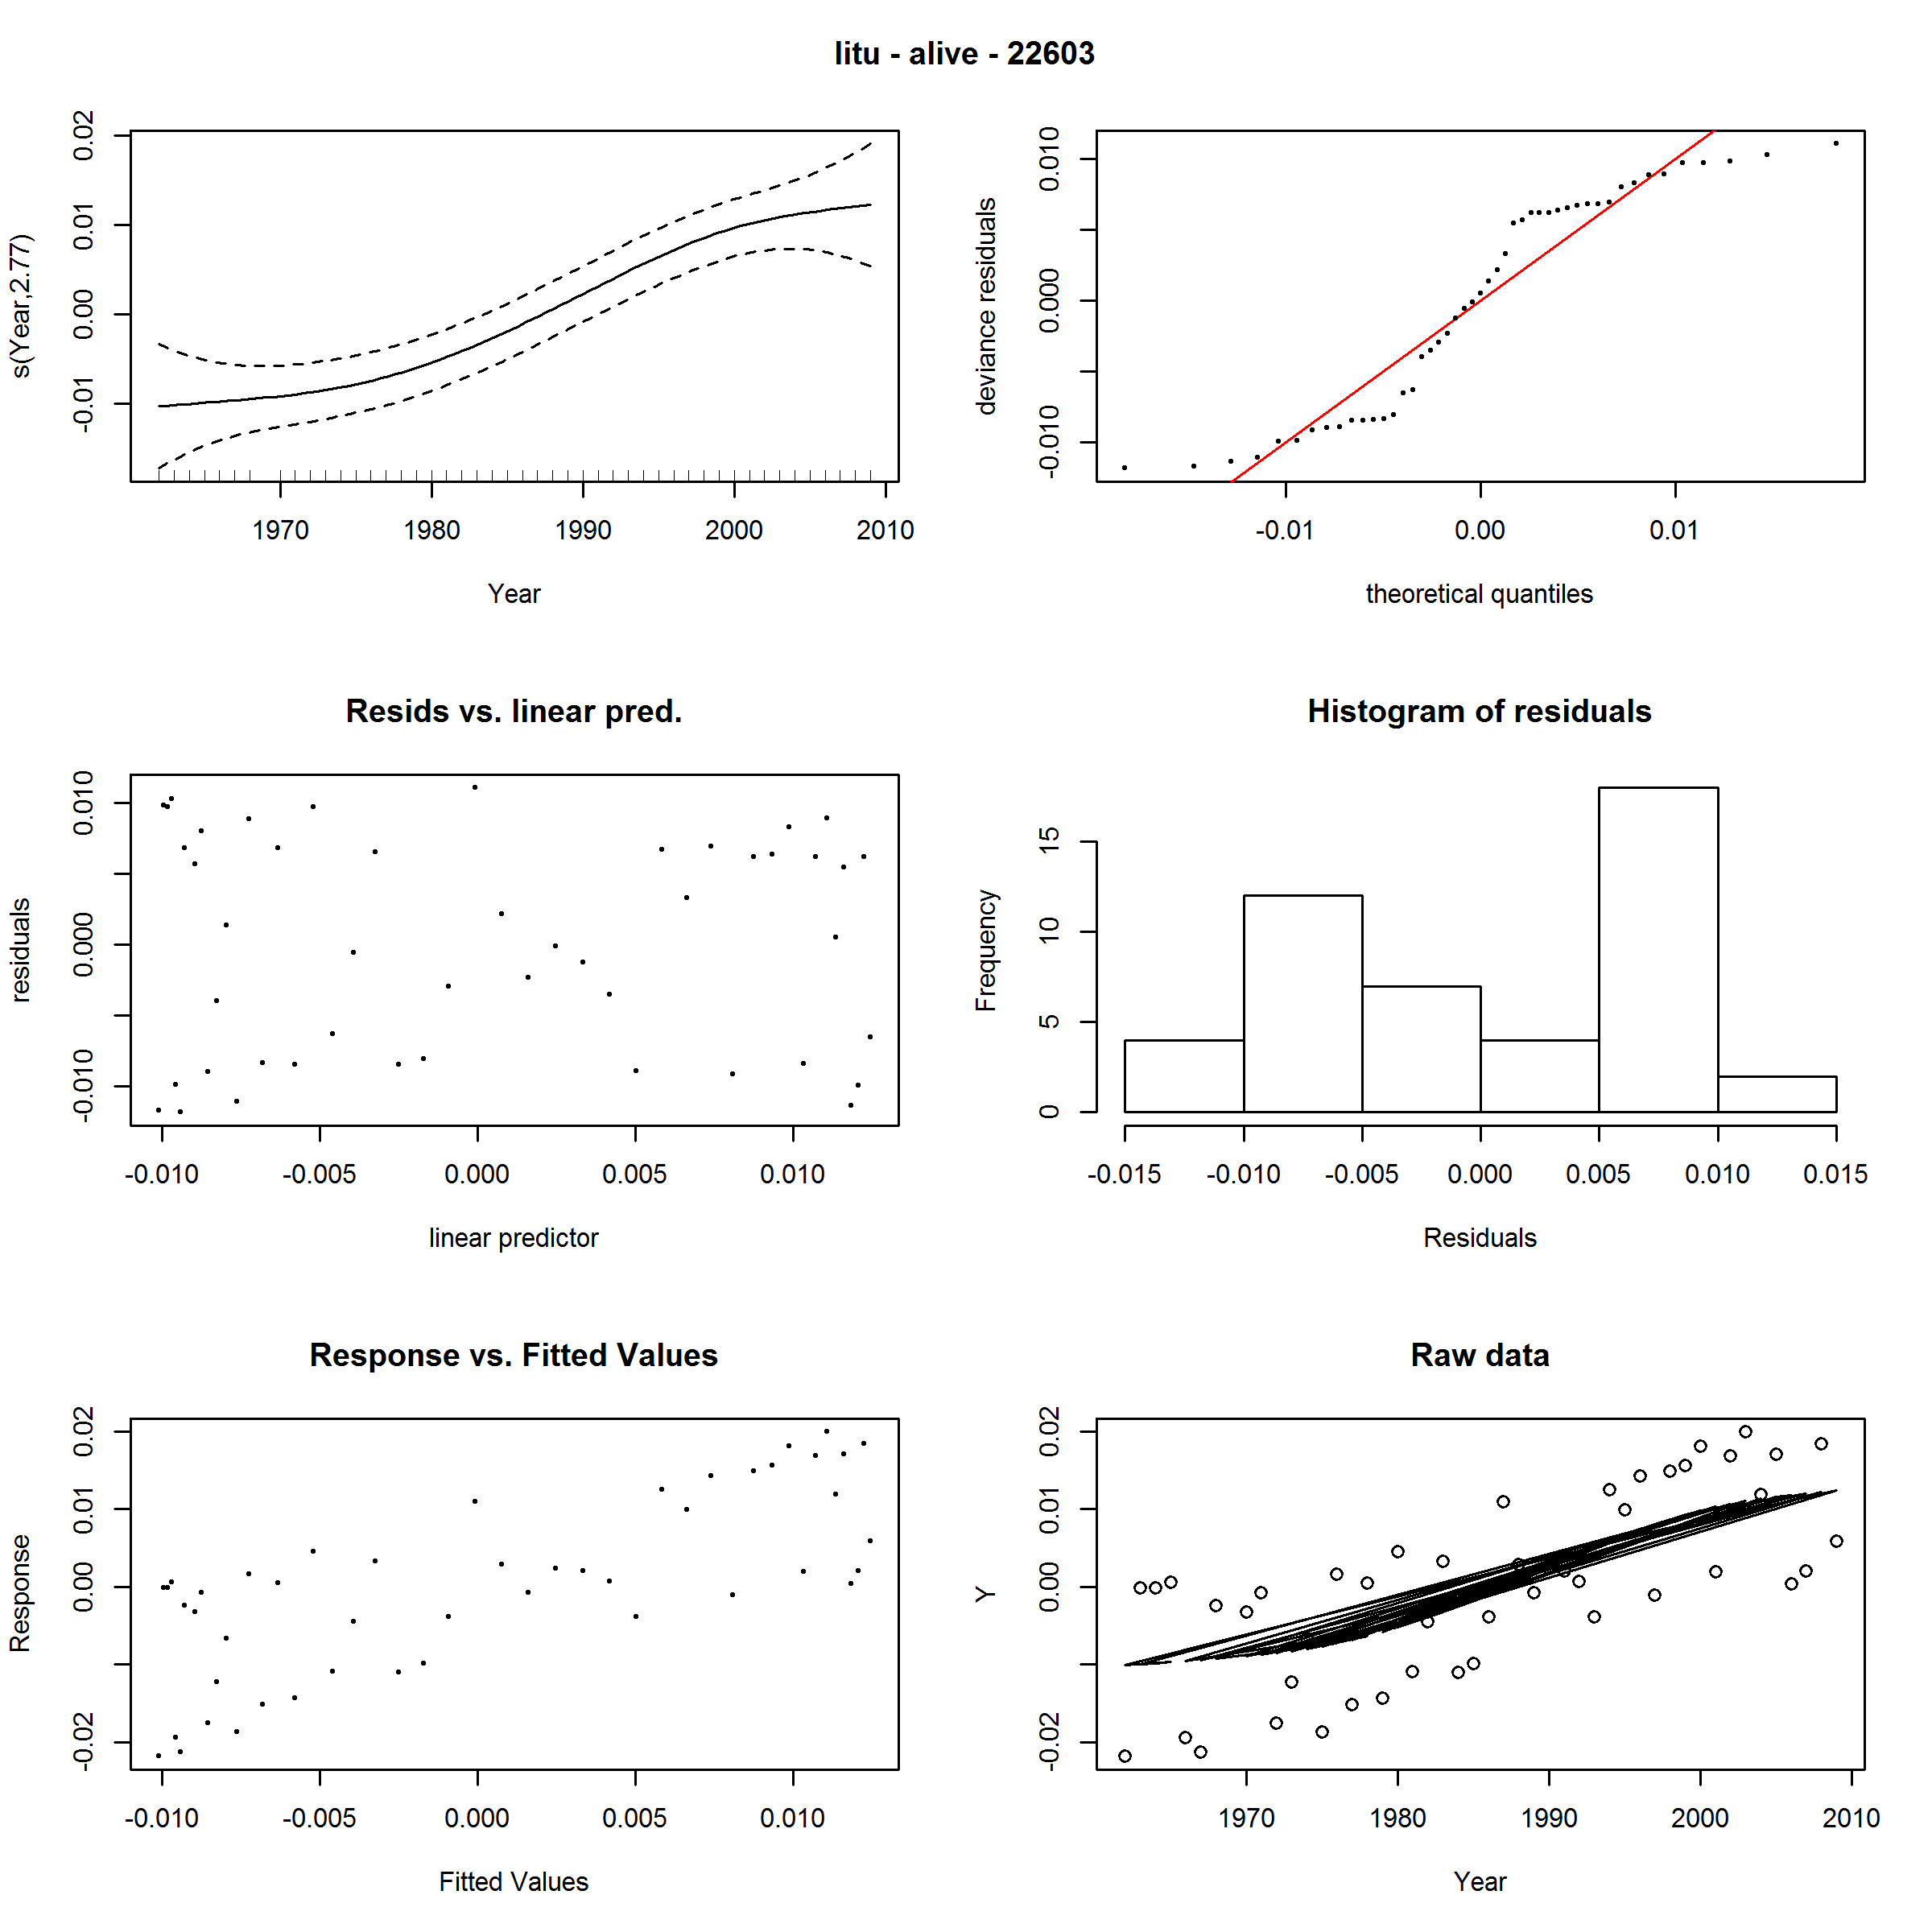 litu - alive - 22603
s(Year,2.77)
-0.01 0.00 0.01 0.02
1970 1980 1990 2000 2010
Year
deviance residuals
-0.010 0.000 0.010
-0.01 0.00 0.01
theoretical quantiles
Resids vs. linear pred.
residuals
-0.010 0.000 0.010
-0.010 -0.005 0.000 0.005 0.010
linear predictor
Histogram of residuals
Frequency
0 5 10 15
-0.015 -0.010 -0.005 0.000 0.005 0.010 0.015
Residuals
Response vs. Fitted Values
Response
-0.02 0.00 0.01 0.02
-0.010 -0.005 0.000 0.005 0.010
Fitted Values
Raw data
Y
-0.02 0.00 0.01 0.02
1970 1980 1990 2000 2010
Year